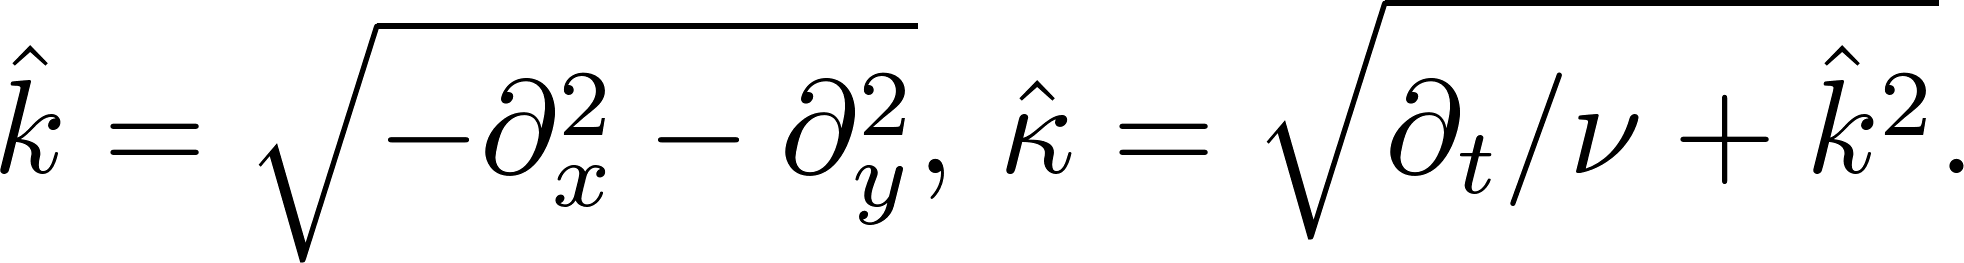 $\hat{k} = \sqrt{-\partial_x^2 - \partial_y^2}, \hat{\kappa} = \sqrt{\partial_t/\nu + \hat{k}^2}.$